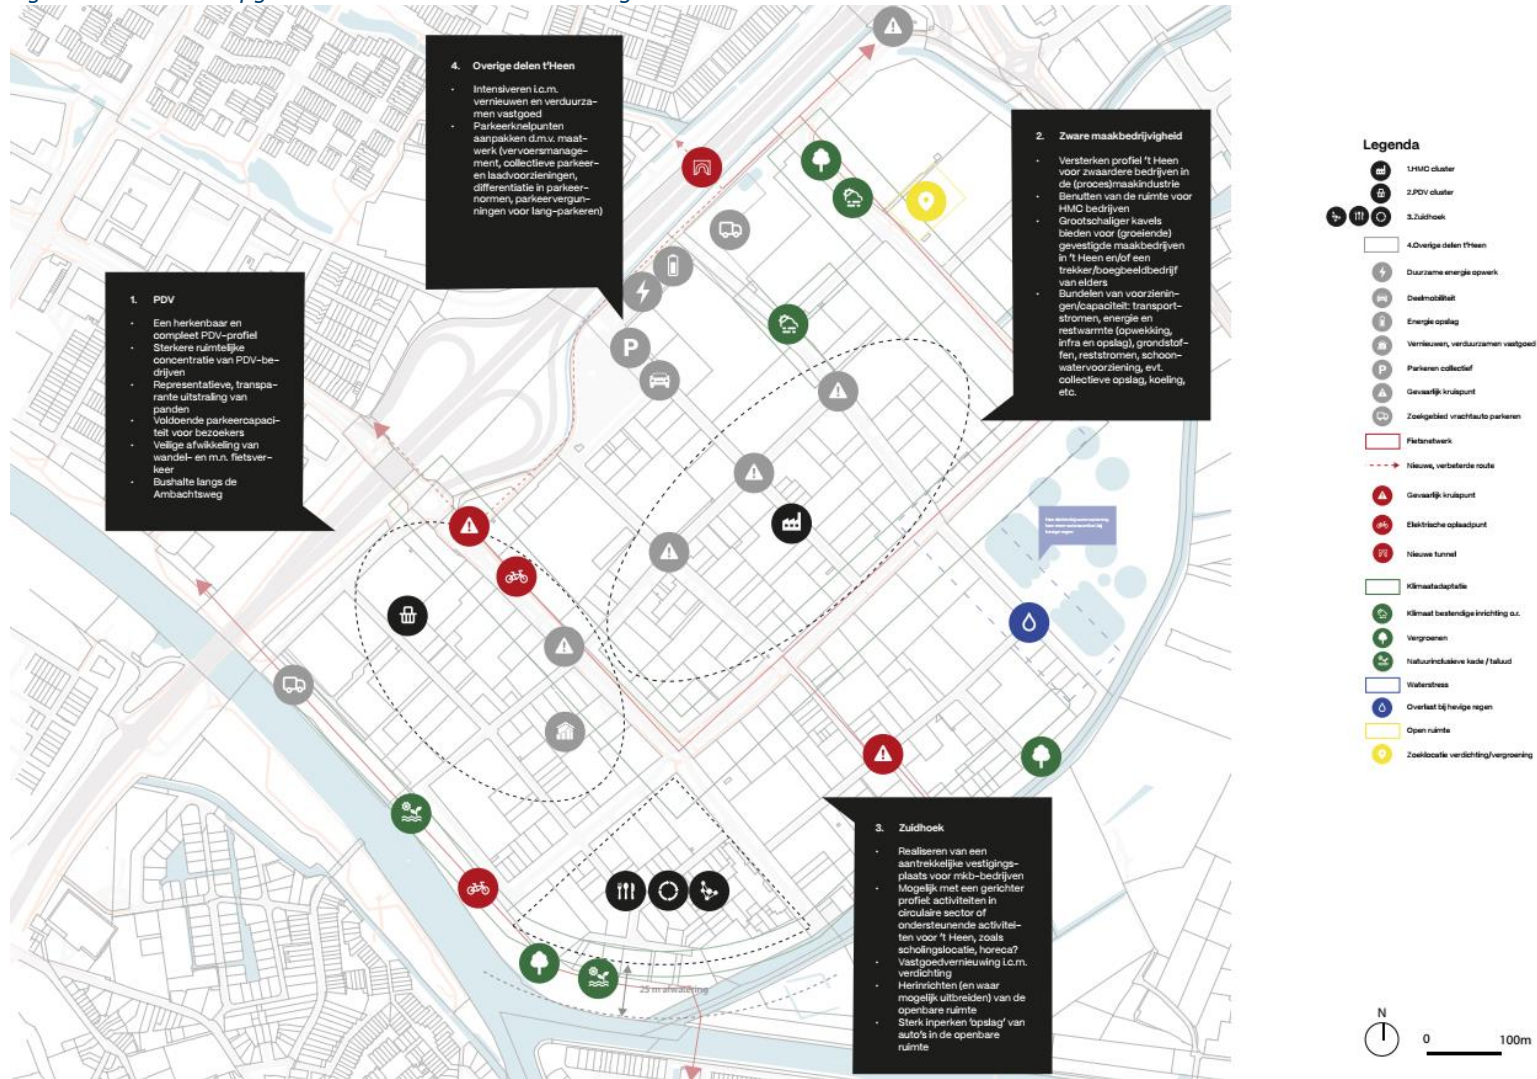 4. Overige delen t'Heen
· Intensiveren i.c.m.
vernieuwen en verduurza-
men vastgoed
· Parkeerknelpunten
aanpakken d.m.v. maat-
werk (vervoersmanage-
ment, collectieve parkeer-
en laadvoorzieningen,
differentiatie in parkeer-
normen, parkeervergun-
ningen voor lang-parkeren)
2. Zware maakbedrijvigheid
· Versterken profiel 't Heen
voor zwaardere bedrijven in
de (proces)maakindustrie
· Benutten van de ruimte voor
HMC bedrijven
· Grootschaliger kavels
bieden voor (groeiende)
gevestigde maakbedrijven
in 't Heen en/of een
trekker/boegbeeldbedrijf
van elders
· Bundelen van voorzienin-
gen/capaciteit: transport-
stromen, energie en
restwarmte (opwekking,
infra en opslag), grondstof-
fen, reststromen, schoon-
watervoorziening, evt.
collectieve opslag, koeling,
etc.
1. PDV
· Een herkenbaar en
compleet PDV-profiel
· Sterkere ruimtelijke
concentratie van PDV-be-
drijven
· Representatieve, transpa-
rante uitstraling van
panden
· Voldoende parkeercapaci-
teit voor bezoekers
· Veilige afwikkeling van
wandel- en m.n. fietsver-
keer
· Bushalte langs de
Ambachtsweg
P
3. Zuidhoek
· Realiseren van een
aantrekkelijke vestigings-
plaats voor mkb-bedrijven
· Mogelijk met een gerichter
profiel: activiteiten in
circulaire sector of
ondersteunende activitei-
ten voor 't Heen, zoals
scholingslocatie, horeca?
· Vastgoedvernieuwing i.c.m.
verdichting
· Herinrichten (en waar
mogelijk uitbreiden) van de
openbare ruimte
· Sterk inperken 'opslag' van
auto's in de openbare
ruimte
25 m afwatering
Legenda
1.HMC cluster
2.PDV cluster
3.Zuidhoek
4.Overige delen t'Heen
Duurzame energie opwerk
Deelmobiliteit
Energie opslag
Vernieuwen, verduurzamen vastgoed
P Parkeren collectief
Gevaarlijk kruispunt
Zoekgebied vrachtauto parkeren
Fietsnetwerk
Nieuwe, verbeterde route
Gevaarlijk kruispunt
Elektrische oplaadpunt
Nieuwe tunnel
Klimaatadaptatie
Klimaat bestendige inrichting o.r.
Vergroenen
Natuurinclusieve kade / taluud
Waterstress
Overlast bij hevige regen
Open ruimte
Zoeklocatie verdichting/vergroening
N
0 100m